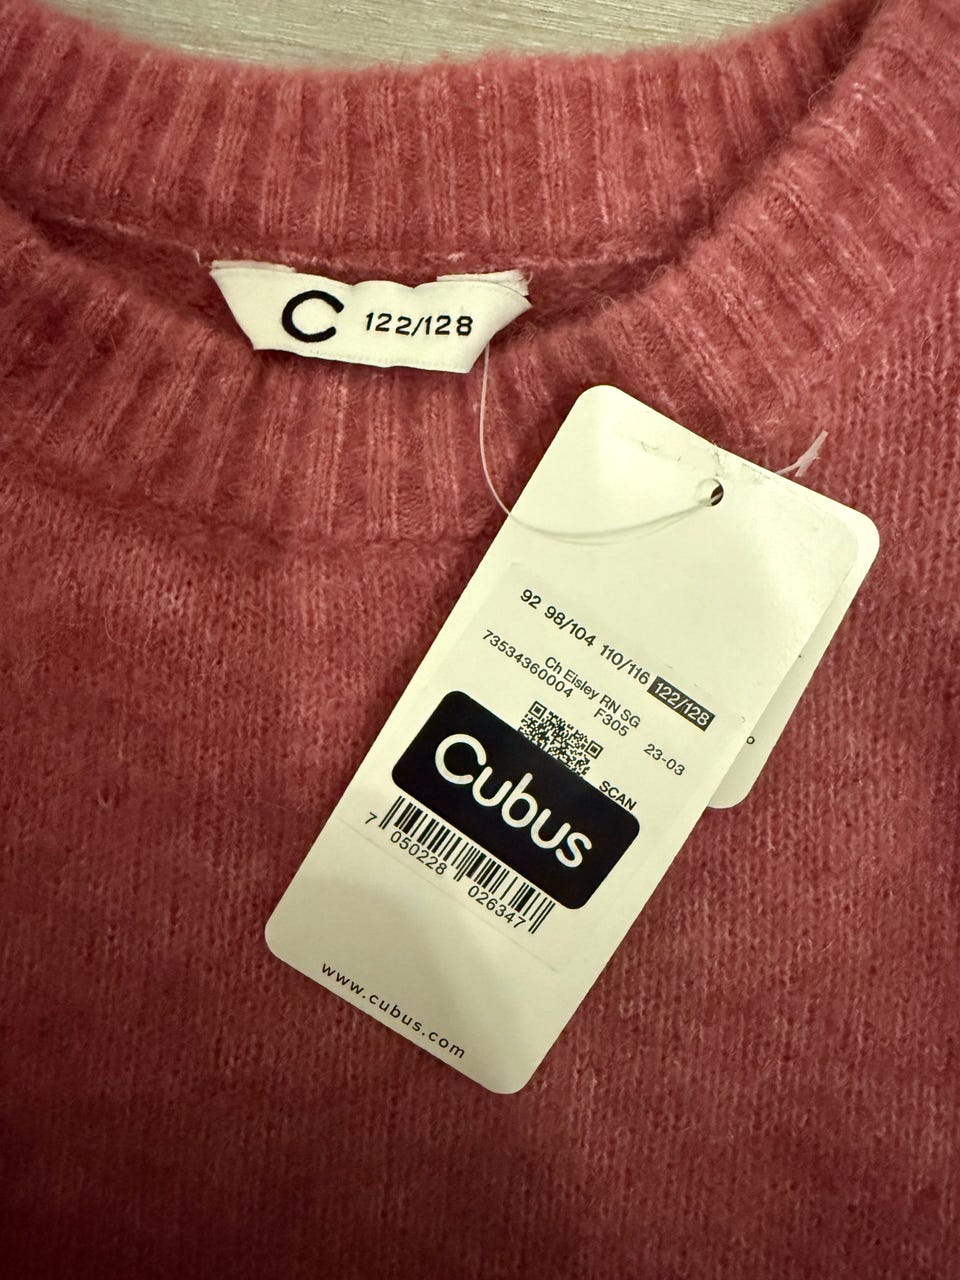 C 122/128
92 98/104 110/116 122/128
Ch Eisley RN SG
73534360004 F305 23-03
SCAN
Cubus
7 050228 026347
www.cubus.com